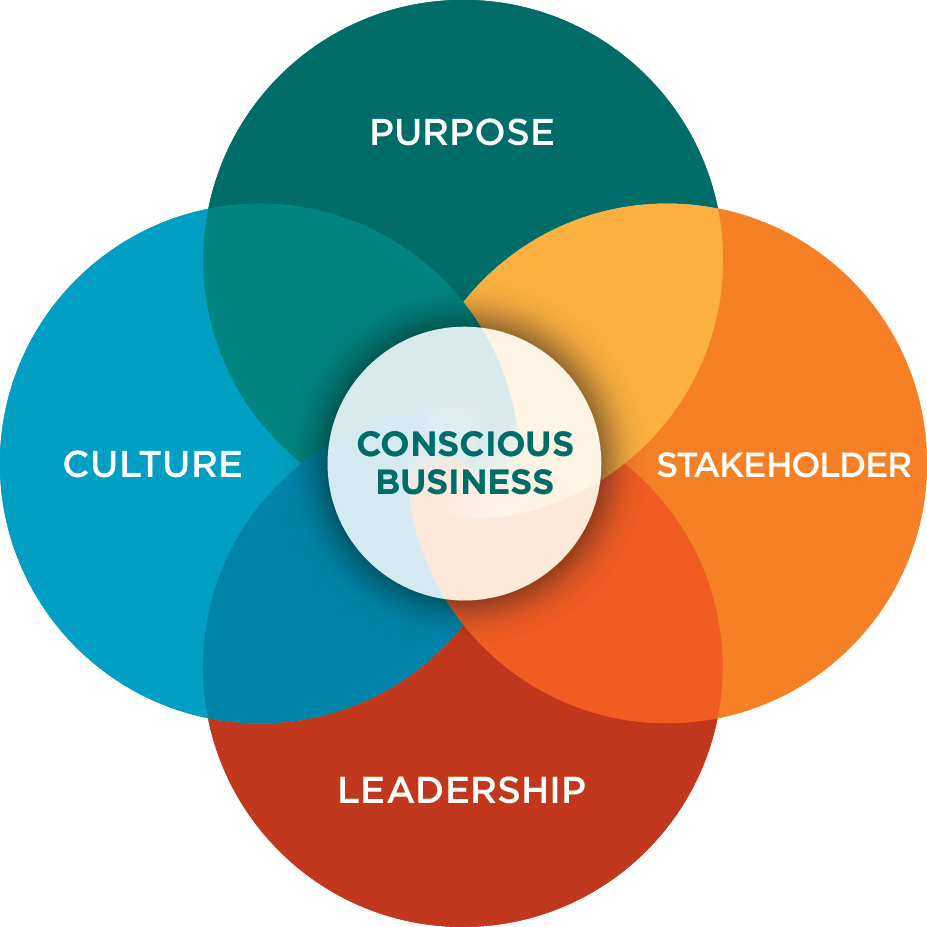 PURPOSE
CULTURE
CONSCIOUS
BUSINESS
STAKEHOLDER
LEADERSHIP